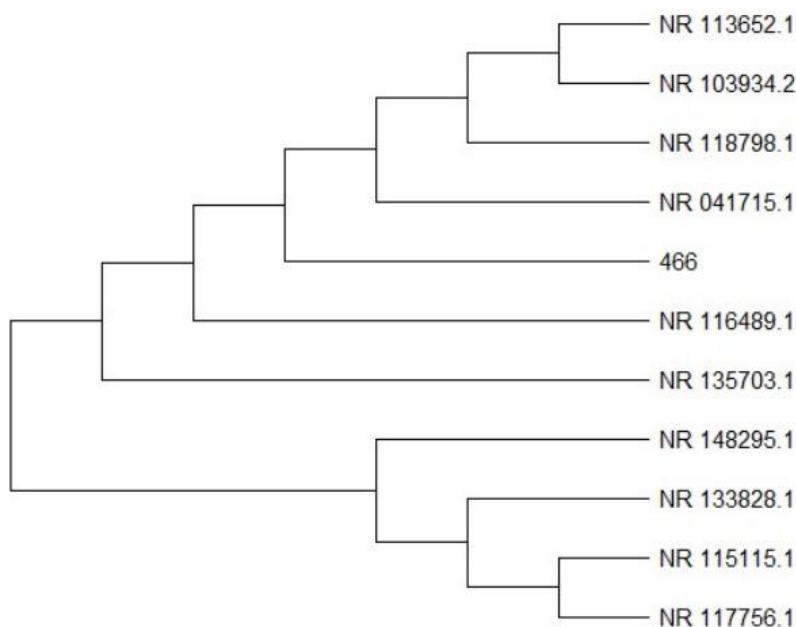 NR 113652.1
NR 103934.2
NR 118798.1
NR 041715.1
466
NR 116489.1
NR 135703.1
NR 148295.1
NR 133828.1
NR 115115.1
NR 117756.1